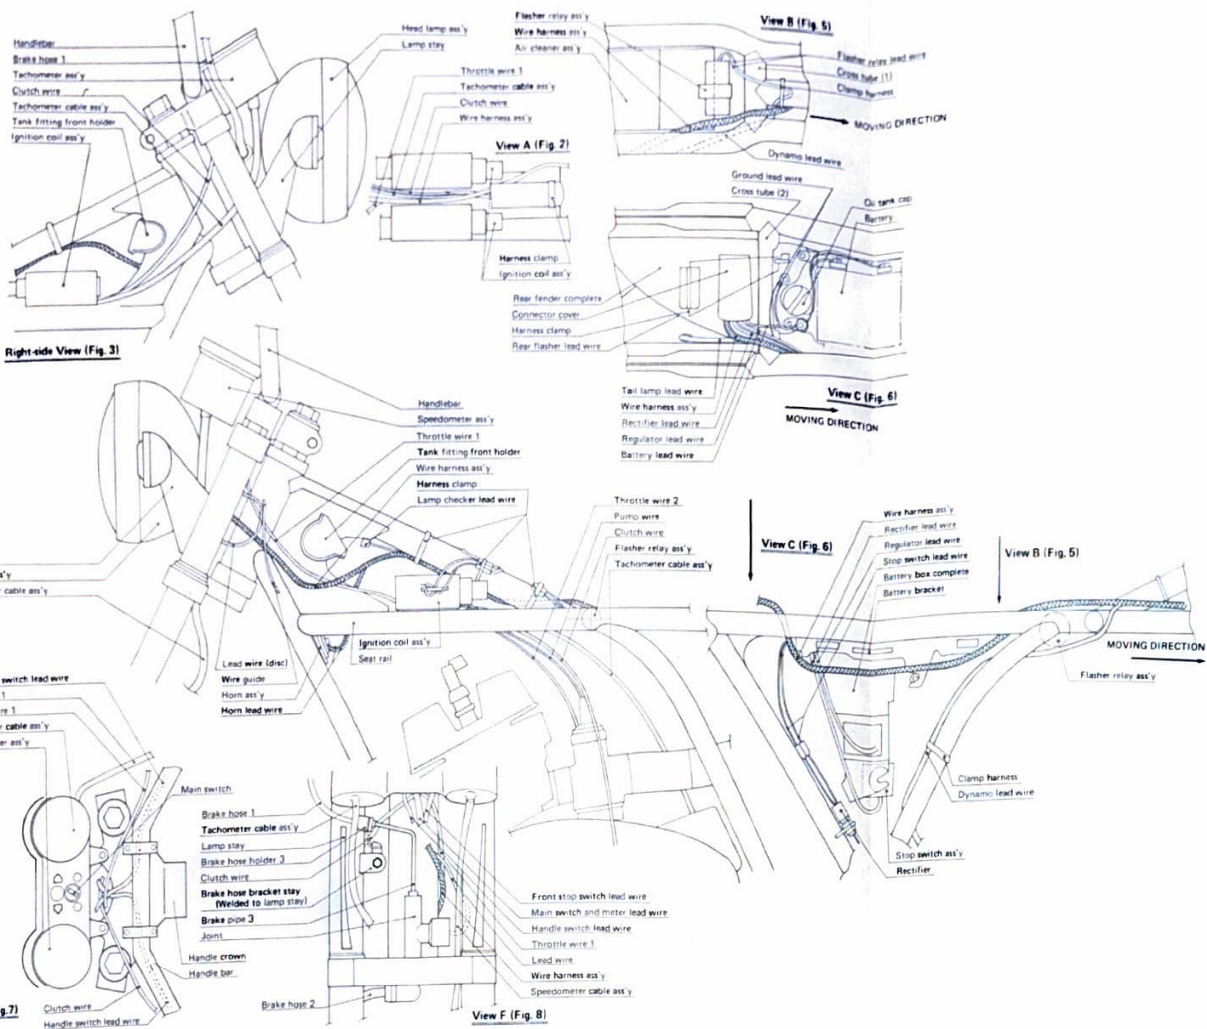 Handlebar
Brake hose 1
Tachometer ass'y
Clutch wire
Tachometer cable ass'y
Tank fitting front holder
Ignition coil ass'y
Head lamp ass'y
Lamp stay
Throttle wire 1
Tachometer cable ass'y
Clutch wire
Wire harness ass'y
View A (Fig. 2)
Harness clamp
Ignition coil ass'y
Right-side View (Fig. 3)
Flasher relay ass'y
Wire harness ass'y
Air cleaner ass'y
View B (Fig. 5)
Flasher relay lead wire
Cross tube (1)
Clamp harness
MOVING DIRECTION
Dynamo lead wire
Ground lead wire
Cross tube (2)
Oil tank cap
Battery
Rear fender complete
Connector cover
Harness clamp
Rear flasher lead wire
Tail lamp lead wire
Wire harness ass'y
Rectifier lead wire
Regulator lead wire
Battery lead wire
View C (Fig. 6)
MOVING DIRECTION
Handlebar
Speedometer ass'y
Throttle wire 1
Tank fitting front holder
Wire harness ass'y
Harness clamp
Lamp checker lead wire
Throttle wire 2
Pump wire
Clutch wire
Flasher relay ass'y
Tachometer cable ass'y
s'y
r cable ass'y
Ignition coil ass'y
Seat rail
Lead wire (disc)
Wire guide
Horn ass'y
Horn lead wire
View C (Fig. 6)
Wire harness ass'y
Rectifier lead wire
Regulator lead wire
Stop switch lead wire
Battery box complete
Battery bracket
View B (Fig. 5)
MOVING DIRECTION
Flasher relay ass'y
Clamp harness
Dynamo lead wire
Stop switch ass'y
Rectifier
switch lead wire
1
re 1
r cable ass'y
er ass'y
Main switch
Handle crown
Handle bar
Clutch wire
Handle switch lead wire
g.7)
Brake hose 1
Tachometer cable ass'y
Lamp stay
Brake hose holder 3
Clutch wire
Brake hose bracket stay
(Welded to lamp stay)
Brake pipe 3
Joint
Brake hose 2
Front stop switch lead wire
Main switch and meter lead wire
Handle switch lead wire
Throttle wire 1
Lead wire
Wire harness ass'y
Speedometer cable ass'y
View F (Fig. 8)